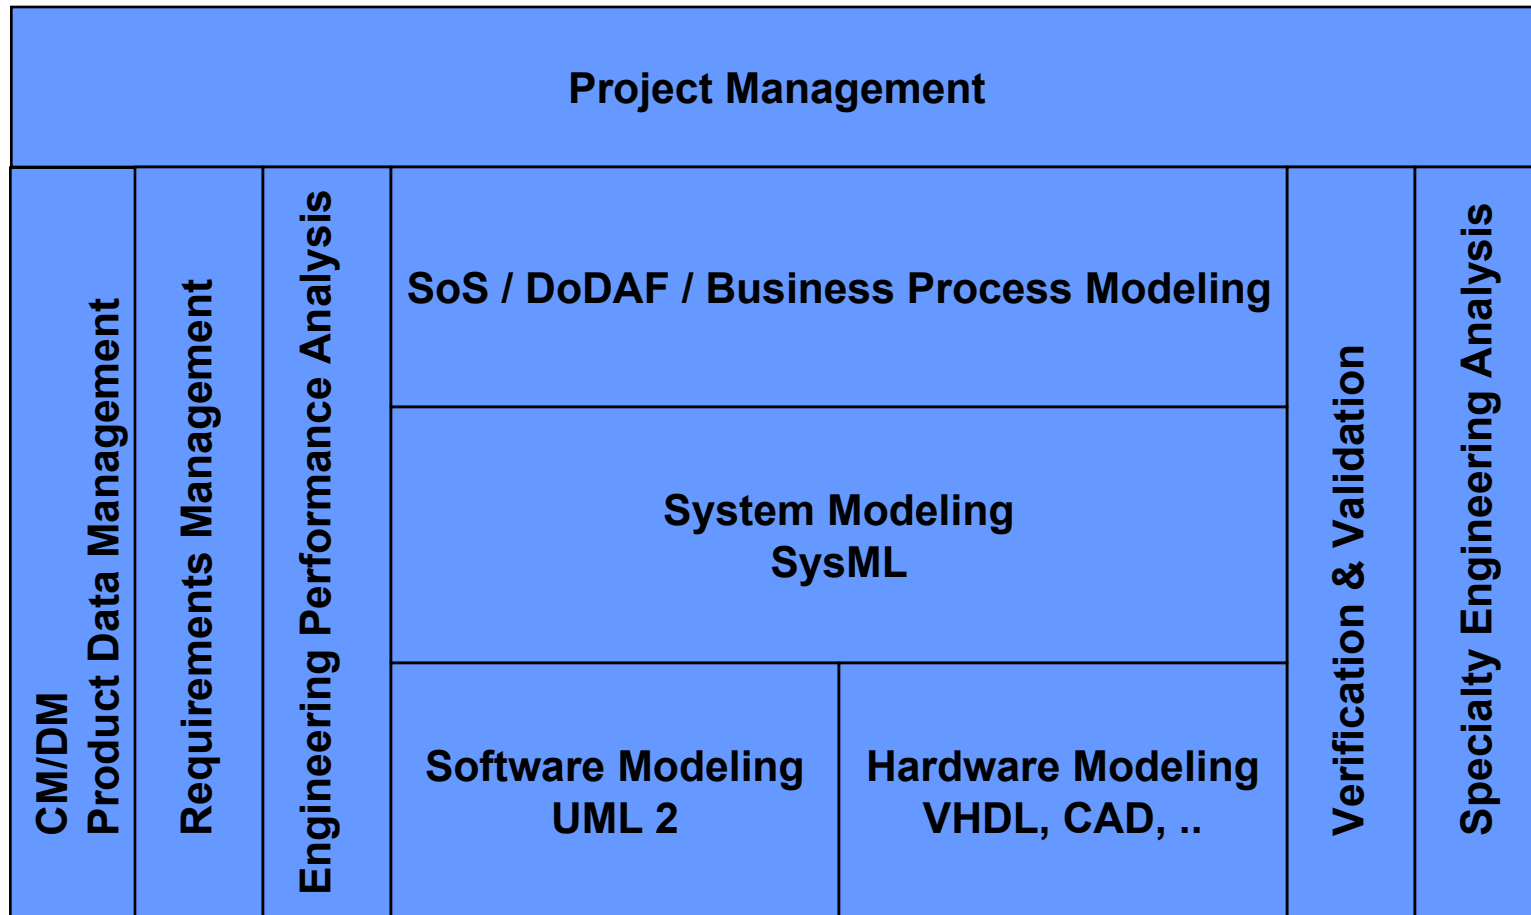 Project Management
CM/DM
Product Data Management
Requirements Management
Engineering Performance Analysis
SoS / DoDAF / Business Process Modeling
System Modeling
SysML
Software Modeling
UML 2
Hardware Modeling
VHDL, CAD, ..
Verification & Validation
Specialty Engineering Analysis